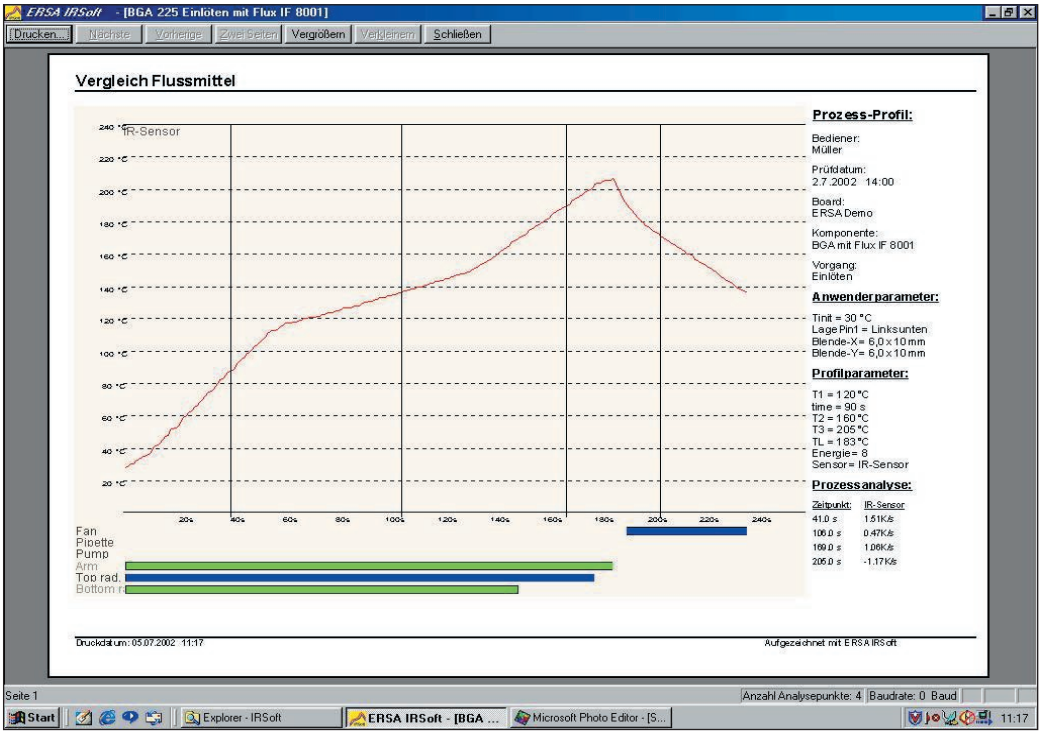 ERSA IRSoft - [BGA 225 Einlöten mit Flux IF 8001]
[Drucken...] Nächste Vorherige Zwei Seiten Vergrößern Verkleinern Schließen
Vergleich Flussmittel
240 °C
IR-Sensor
220 °C
200 °C
180 °C
160 °C
140 °C
120 °C
100 °C
80 °C
60 °C
40 °C
20 °C
20s 40s 60s 80s 100s 120s 140s 160s 180s 200s 220s 240s
Fan
Pipette
Pump
Arm
Top rad.
Bottom r
Prozess-Profil:
Bediener:
Müller
Prüfdatum:
2.7.2002 14:00
Board:
ERSA Demo
Komponente:
BGA mit Flux IF 8001
Vorgang:
Einlöten
Anwenderparameter:
Tinit = 30 °C
Lage Pin1 = Linksunten
Blende-X= 6,0 x 10 mm
Blende-Y= 6,0 x 10 mm
Profilparameter:
T1 = 120 °C
time = 90 s
T2 = 160 °C
T3 = 205 °C
TL = 183 °C
Energie= 8
Sensor= IR-Sensor
Prozessanalyse:
Zeitpunkt: IR-Sensor
41.0 s 1.51K/s
106.0 s 0.47K/s
169.0 s 1.06K/s
205.0 s -1.17K/s
Druckdatum: 05.07.2002 11:17
Aufgezeichnet mit ERSA IRSoft
Seite 1
Anzahl Analysepunkte: 4 Baudrate: 0 Baud
Start Explorer - IRSoft ERSA IRSoft - [BGA ... Microsoft Photo Editor - [S... 11:17